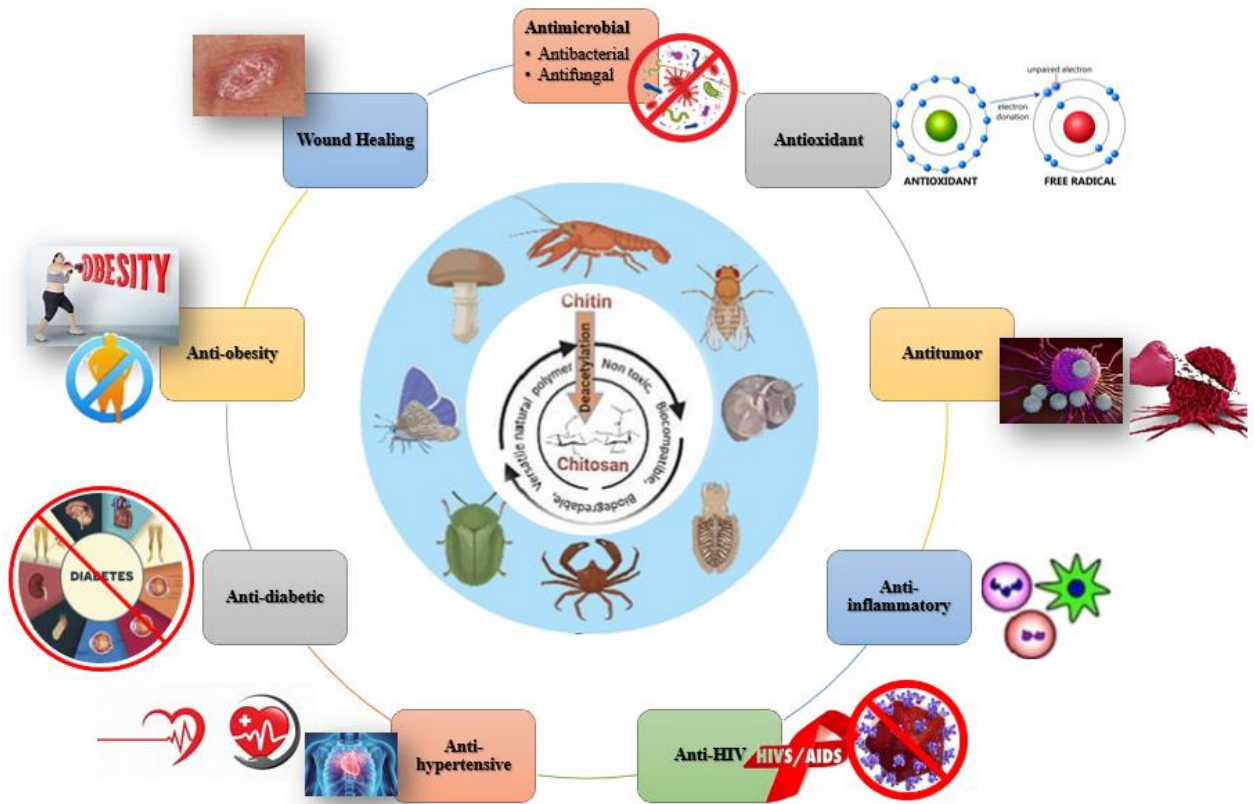 Antimicrobial
• Antibacterial
• Antifungal
unpaired electron
electron
donation
ANTIOXIDANT
FREE RADICAL
Antioxidant
Wound Healing
OBESITY
Anti-obesity
Antitumor
Chitin
Deacetylation
Chitosan
Versatile natural polymer
Non toxic, Biocompatible, Biodegredable,
DIABETES
Anti-diabetic
Anti-
inflammatory
Anti-
hypertensive
Anti-HIV
HIVS/AIDS